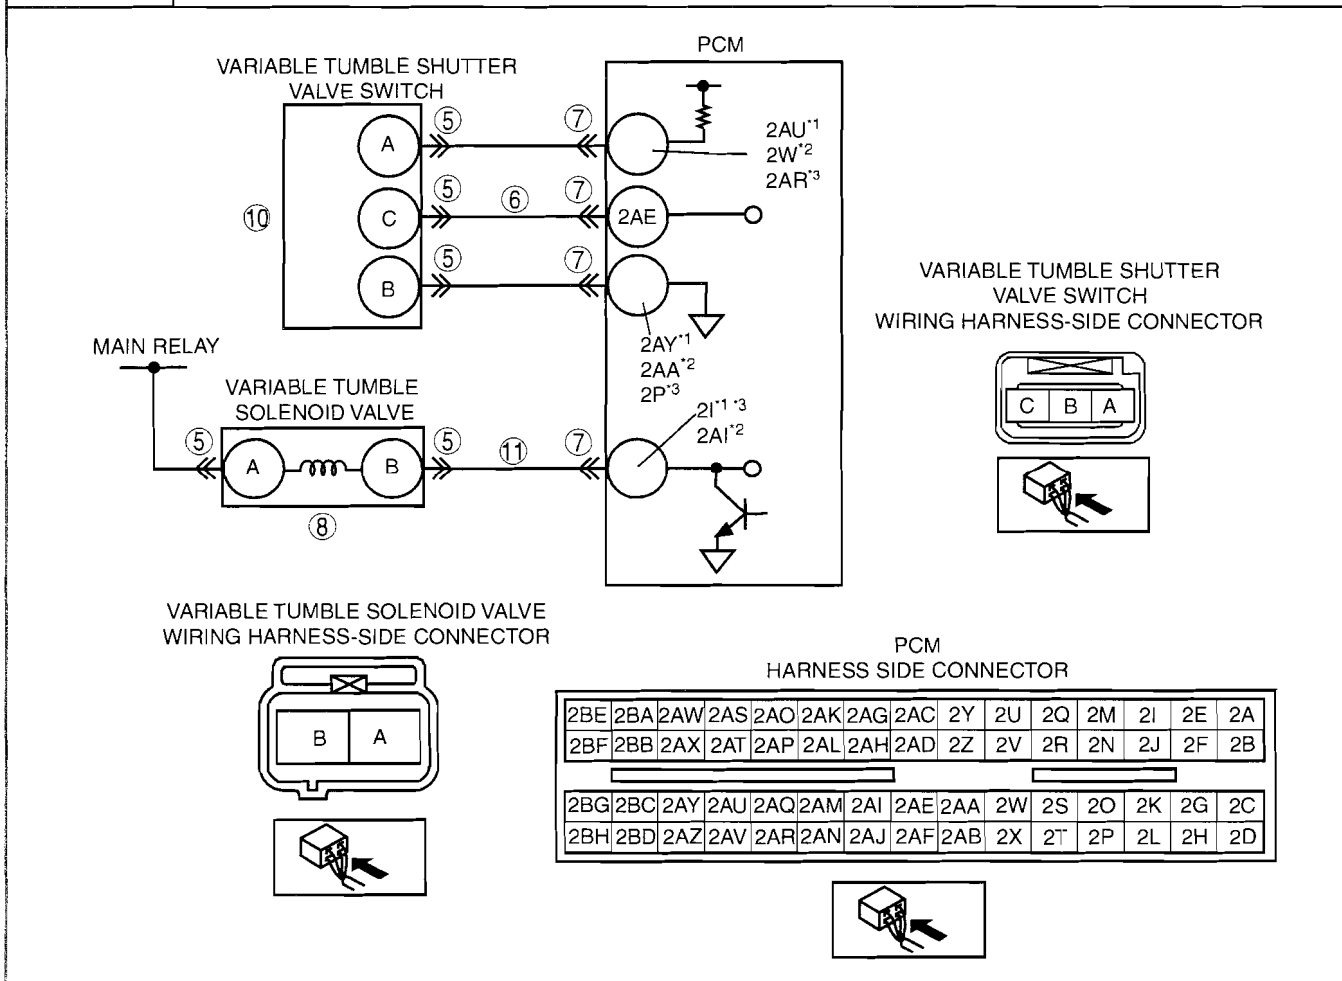 PCM
VARIABLE TUMBLE SHUTTER
VALVE SWITCH
A ⑤ ⑦ 2AU*1
2W*2
2AR*3
⑩ C ⑤ ⑥ ⑦ 2AE
B ⑤ ⑦
2AY*1
2AA*2
2P*3
VARIABLE TUMBLE SHUTTER
VALVE SWITCH
WIRING HARNESS-SIDE CONNECTOR
C B A
MAIN RELAY
VARIABLE TUMBLE
SOLENOID VALVE
2I*1 *3
2AI*2
⑤ A B ⑤ ⑪ ⑦
⑧
VARIABLE TUMBLE SOLENOID VALVE
WIRING HARNESS-SIDE CONNECTOR
B A
PCM
HARNESS SIDE CONNECTOR
2BE 2BA 2AW 2AS 2AO 2AK 2AG 2AC 2Y 2U 2Q 2M 2I 2E 2A
2BF 2BB 2AX 2AT 2AP 2AL 2AH 2AD 2Z 2V 2R 2N 2J 2F 2B
2BG 2BC 2AY 2AU 2AQ 2AM 2AI 2AE 2AA 2W 2S 2O 2K 2G 2C
2BH 2BD 2AZ 2AV 2AR 2AN 2AJ 2AF 2AB 2X 2T 2P 2L 2H 2D